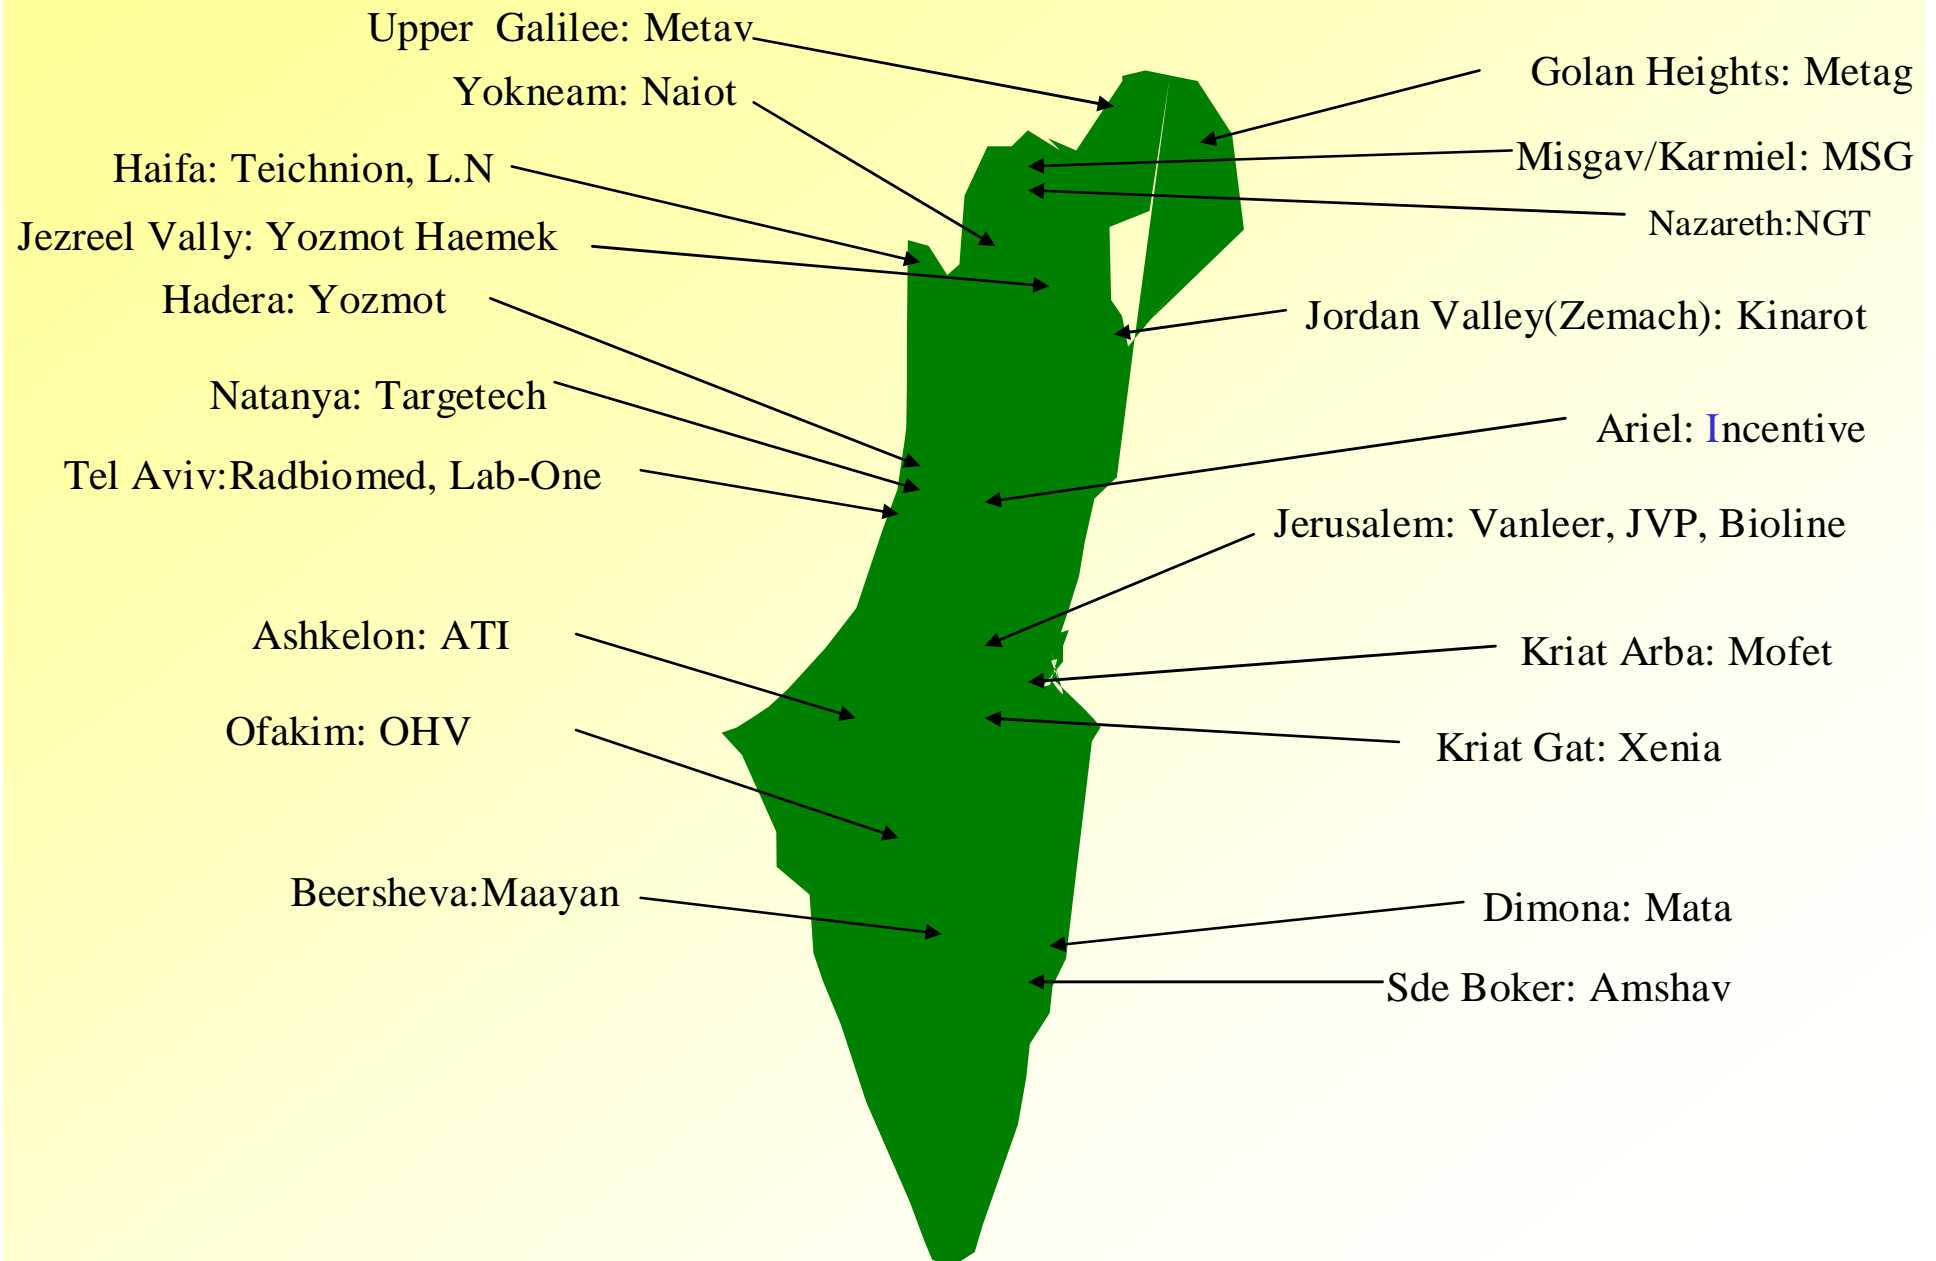 Upper Galilee: Metav
Yokneam: Naiot
Haifa: Teichnion, L.N
Jezreel Vally: Yozmot Haemek
Hadera: Yozmot
Natanya: Targetech
Tel Aviv:Radbiomed, Lab-One
Ashkelon: ATI
Ofakim: OHV
Beersheva:Maayan
Golan Heights: Metag
Misgav/Karmiel: MSG
Nazareth:NGT
Jordan Valley(Zemach): Kinarot
Ariel: Incentive
Jerusalem: Vanleer, JVP, Bioline
Kriat Arba: Mofet
Kriat Gat: Xenia
Dimona: Mata
Sde Boker: Amshav